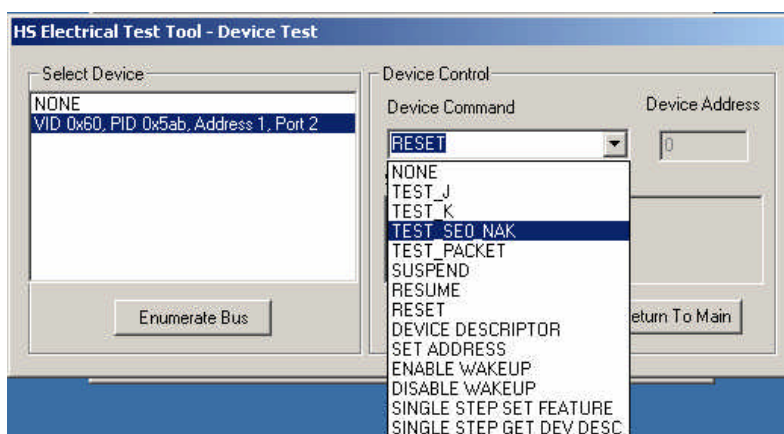 HS Electrical Test Tool - Device Test
Select Device
NONE
VID 0x60, PID 0x5ab, Address 1, Port 2
Enumerate Bus
Device Control
Device Command
Device Address
RESET
0
NONE
TEST_J
TEST_K
TEST_SE0_NAK
TEST_PACKET
SUSPEND
RESUME
RESET
DEVICE DESCRIPTOR
SET ADDRESS
ENABLE WAKEUP
DISABLE WAKEUP
SINGLE STEP SET FEATURE
SINGLE STEP GET DEV DESC
eturn To Main